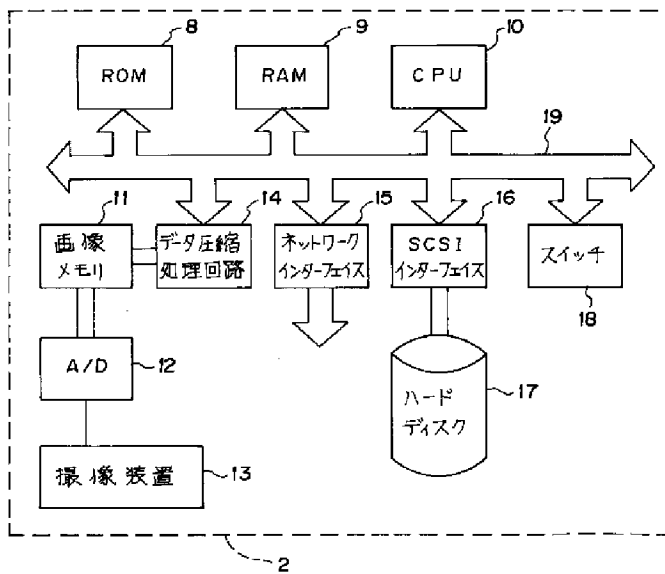 8
9
10
ROM
RAM
CPU
19
11
14
15
16
画像
メモリ
データ圧縮
処理回路
ネットワーク
インターフェイス
SCSI
インターフェイス
スイッチ
18
A/D
12
ハード
ディスク
17
撮像装置
13
2